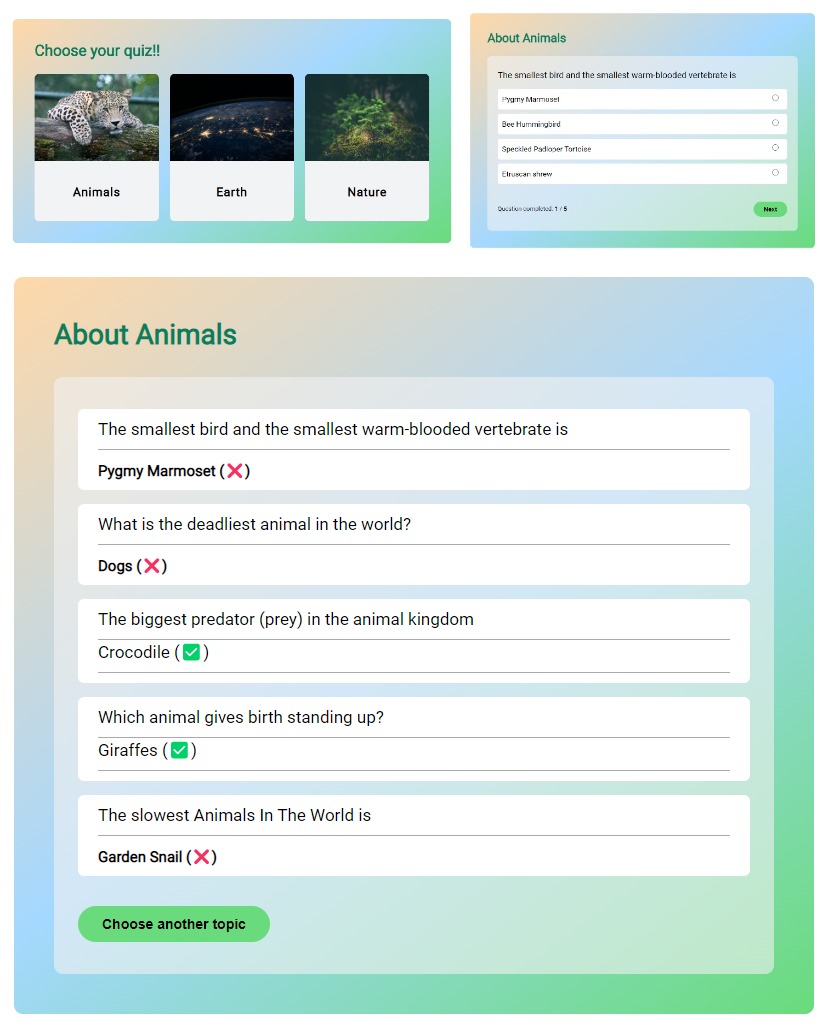 Choose your quiz!!
Animals
Earth
Nature
About Animals
The smallest bird and the smallest warm-blooded vertebrate is
Pygmy Marmoset
Bee Hummingbird
Speckled Padloper Tortoise
Etruscan shrew
Question completed: 1 / 5
Next
About Animals
The smallest bird and the smallest warm-blooded vertebrate is
Pygmy Marmoset (❌)
What is the deadliest animal in the world?
Dogs (❌)
The biggest predator (prey) in the animal kingdom
Crocodile (✅)
Which animal gives birth standing up?
Giraffes (✅)
The slowest Animals In The World is
Garden Snail (❌)
Choose another topic